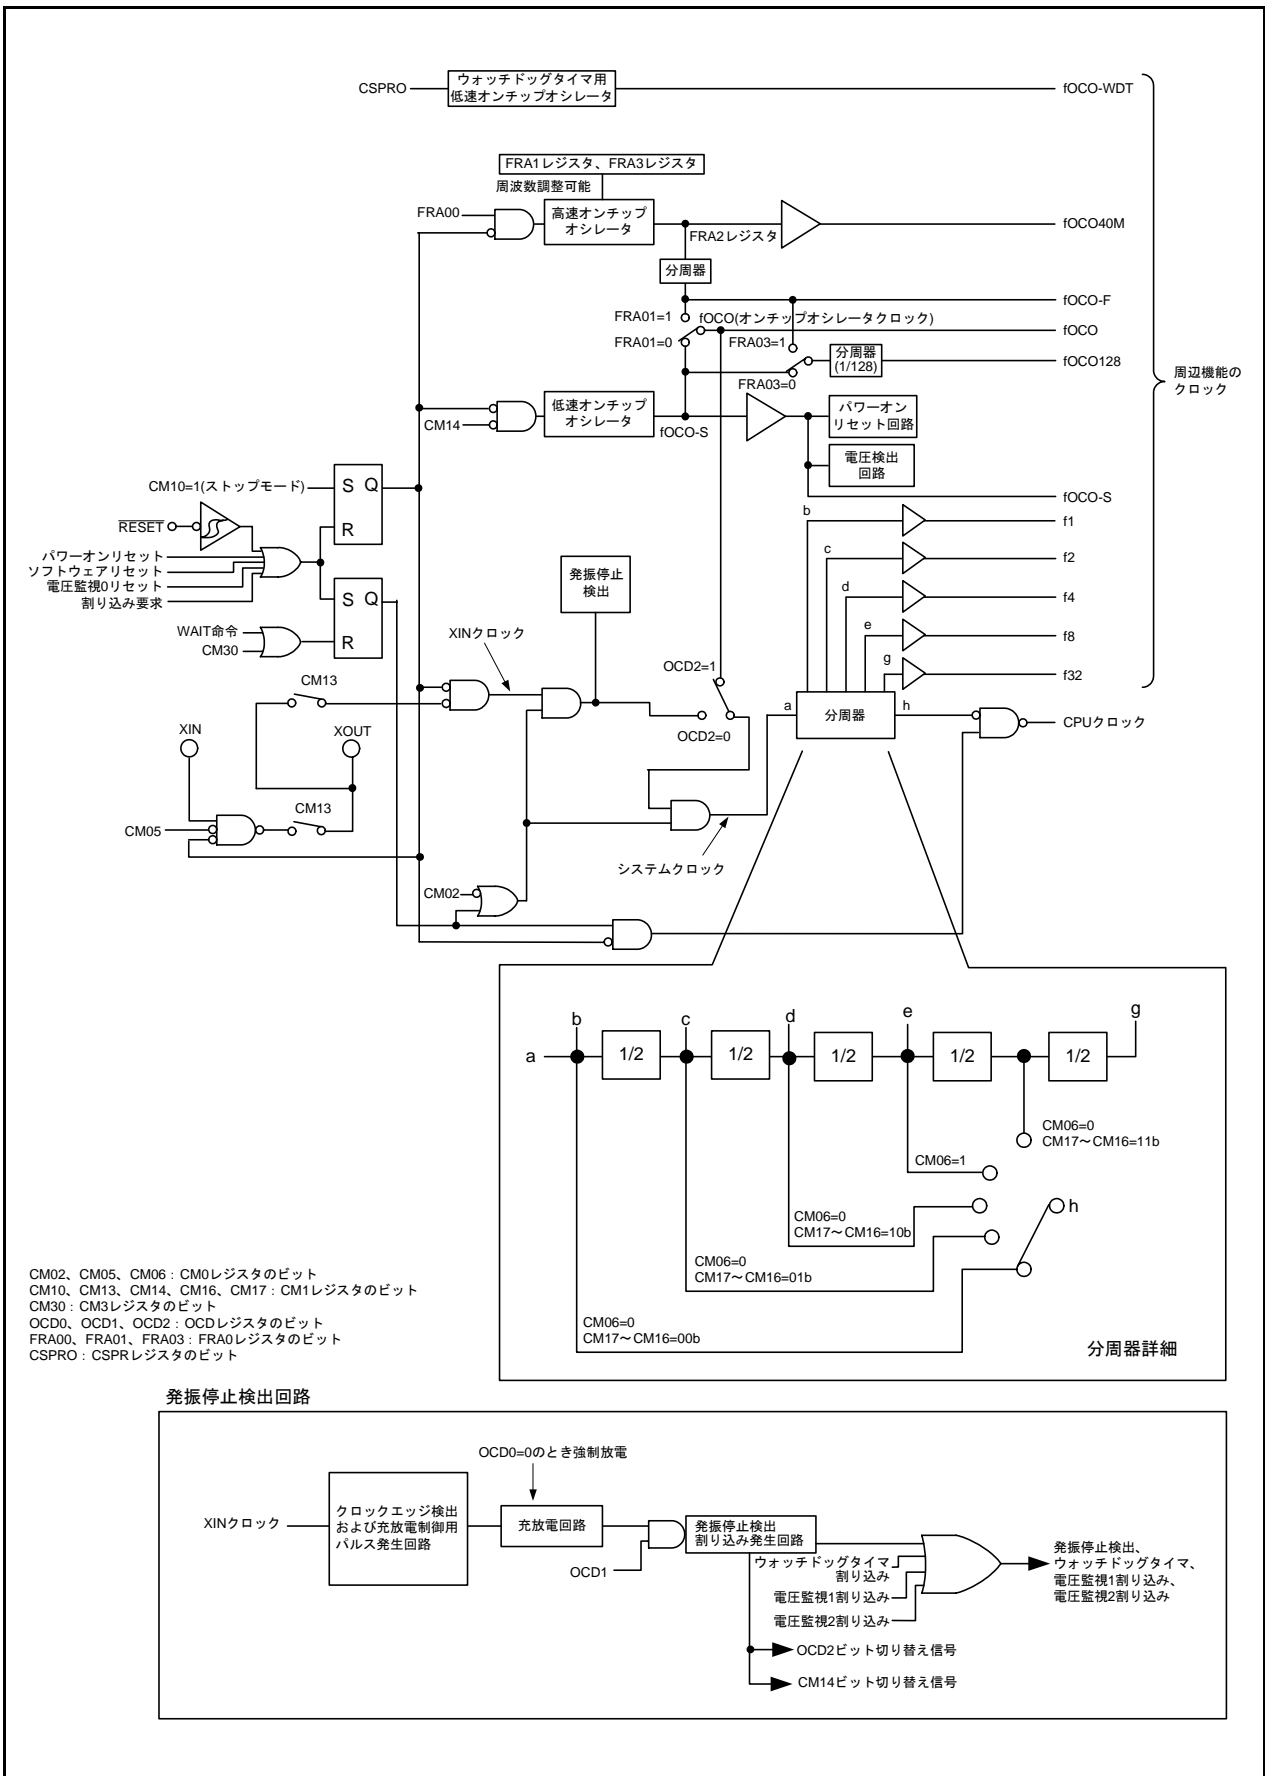 CSPRO
ウォッチドッグタイマ用
低速オンチップオシレータ
fOCO-WDT
FRA1レジスタ、FRA3レジスタ
周波数調整可能
FRA00
高速オンチップ
オシレータ
FRA2レジスタ
fOCO40M
分周器
fOCO-F
FRA01=1
fOCO(オンチップオシレータクロック)
fOCO
FRA01=0
FRA03=1
分周器
(1/128)
fOCO128
周辺機能の
クロック
FRA03=0
低速オンチップ
オシレータ
CM14
fOCO-S
パワーオン
リセット回路
電圧検出
回路
fOCO-S
CM10=1(ストップモード)
S Q
R
RESET
パワーオンリセット
ソフトウェアリセット
電圧監視0リセット
割り込み要求
S Q
R
WAIT命令
CM30
b
f1
c
f2
d
f4
e
f8
g
f32
発振停止
検出
XINクロック
CM13
OCD2=1
OCD2=0
a
分周器
h
CPUクロック
XIN
XOUT
CM13
CM05
システムクロック
CM02
a
b
1/2
c
1/2
d
1/2
e
1/2
1/2
g
CM06=0
CM17～CM16=11b
CM06=1
CM06=0
CM17～CM16=10b
h
CM06=0
CM17～CM16=01b
CM06=0
CM17～CM16=00b
分周器詳細
CM02、CM05、CM06 : CM0レジスタのビット
CM10、CM13、CM14、CM16、CM17 : CM1レジスタのビット
CM30 : CM3レジスタのビット
OCD0、OCD1、OCD2 : OCDレジスタのビット
FRA00、FRA01、FRA03 : FRA0レジスタのビット
CSPRO : CSPRレジスタのビット
発振停止検出回路
OCD0=0のとき強制放電
XINクロック
クロックエッジ検出
および充放電制御用
パルス発生回路
充放電回路
OCD1
発振停止検出
割り込み発生回路
ウォッチドッグタイマ
割り込み
電圧監視1割り込み
電圧監視2割り込み
発振停止検出、
ウォッチドッグタイマ、
電圧監視1割り込み、
電圧監視2割り込み
OCD2ビット切り替え信号
CM14ビット切り替え信号